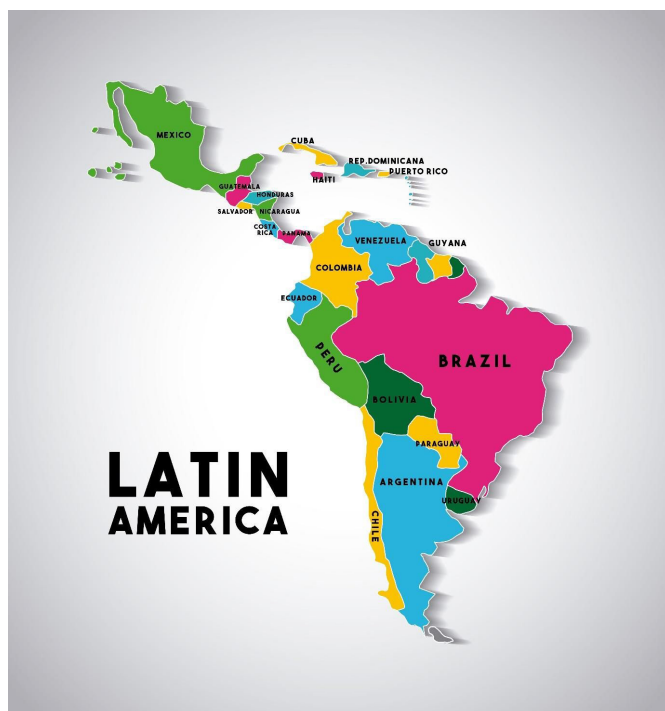 MEXICO
CUBA
REP.DOMINICANA
PUERTO RICO
HAITI
GUATEMALA
HONDURAS
SALVADOR
NICARAGUA
COSTA
RICA
PANAMA
VENEZUELA
GUYANA
COLOMBIA
ECUADOR
PERU
BRAZIL
BOLIVIA
PARAGUAY
ARGENTINA
URUGUAY
CHILE
LATIN
AMERICA